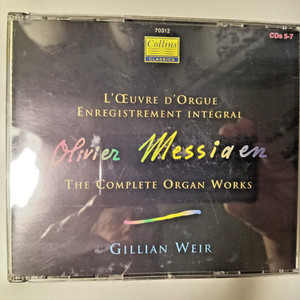 70312
Collins
CLASSICS
CDs 5-7
L'ŒUVRE D'ORGUE
ENREGISTREMENT INTÉGRAL
Olivier Messiaen
THE COMPLETE ORGAN WORKS
GILLIAN WEIR